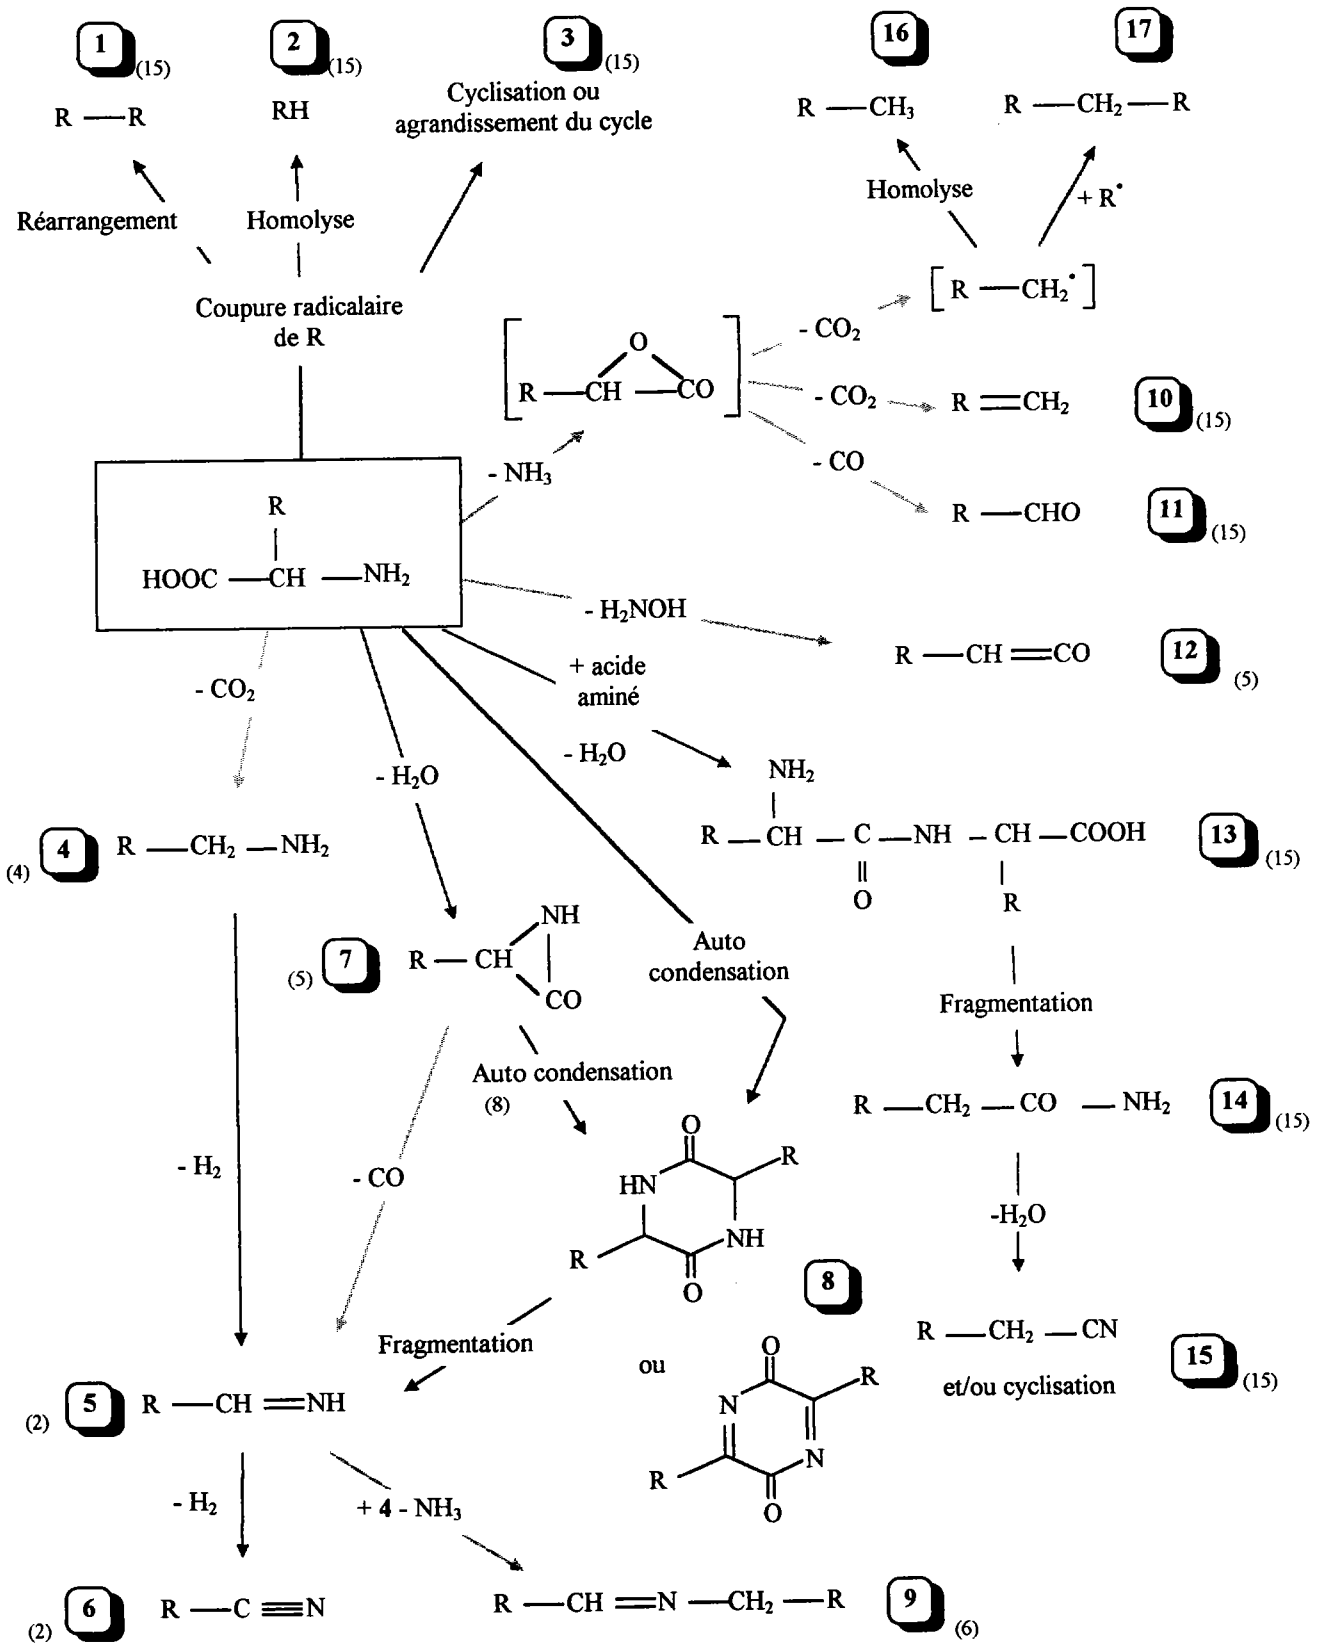 1
(15)
2
(15)
3
(15)
16
17
R — R
RH
Cyclisation ou
agrandissement du cycle
R — CH₃
R — CH₂ — R
Réarrangement
Homolyse
Homolyse
+ R•
Coupure radicalaire
de R
[ R — CH₂• ]
- CO₂
O
R — CH — CO
- CO₂
R = CH₂
10
(15)
- NH₃
- CO
R — CHO
11
(15)
R
HOOC — CH — NH₂
- H₂NOH
R — CH = CO
12
(5)
+ acide
aminé
- CO₂
- H₂O
- H₂O
NH₂
R — CH — C — NH — CH — COOH
O
R
13
(15)
(4)
4
R — CH₂ — NH₂
(5)
7
R — CH
NH
CO
Auto
condensation
Fragmentation
Auto condensation
(8)
R — CH₂ — CO — NH₂
14
(15)
- H₂
- CO
O
R
HN
NH
R
O
-H₂O
8
Fragmentation
ou
R — CH₂ — CN
15
(15)
et/ou cyclisation
O
R
N
N
R
O
(2)
5
R — CH = NH
- H₂
+ 4 - NH₃
(2)
6
R — C ≡ N
R — CH = N — CH₂ — R
9
(6)